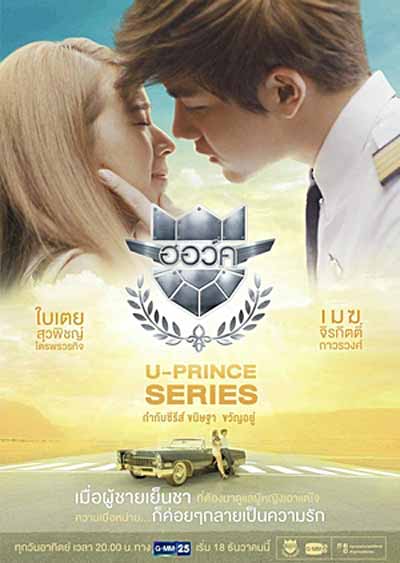 ฮอว์ค
ใบเตย
สุวพิชญ์
ไตรพรวรกิจ
เมฆ
จิรกิตติ์
ถาวรวงศ์
U-PRINCE
SERIES
กำกับซีรีส์ ขนิษฐา ขวัญอยู่
เมื่อผู้ชายเย็นชา ที่ต้องมาดูแลผู้หญิงเอาแต่ใจ
ความเบื่อหน่าย...ก็ค่อยๆกลายเป็นความรัก
ทุกวันอาทิตย์ เวลา 20.00 น. ทาง GMM 25 เริ่ม 18 ธันวาคมนี้